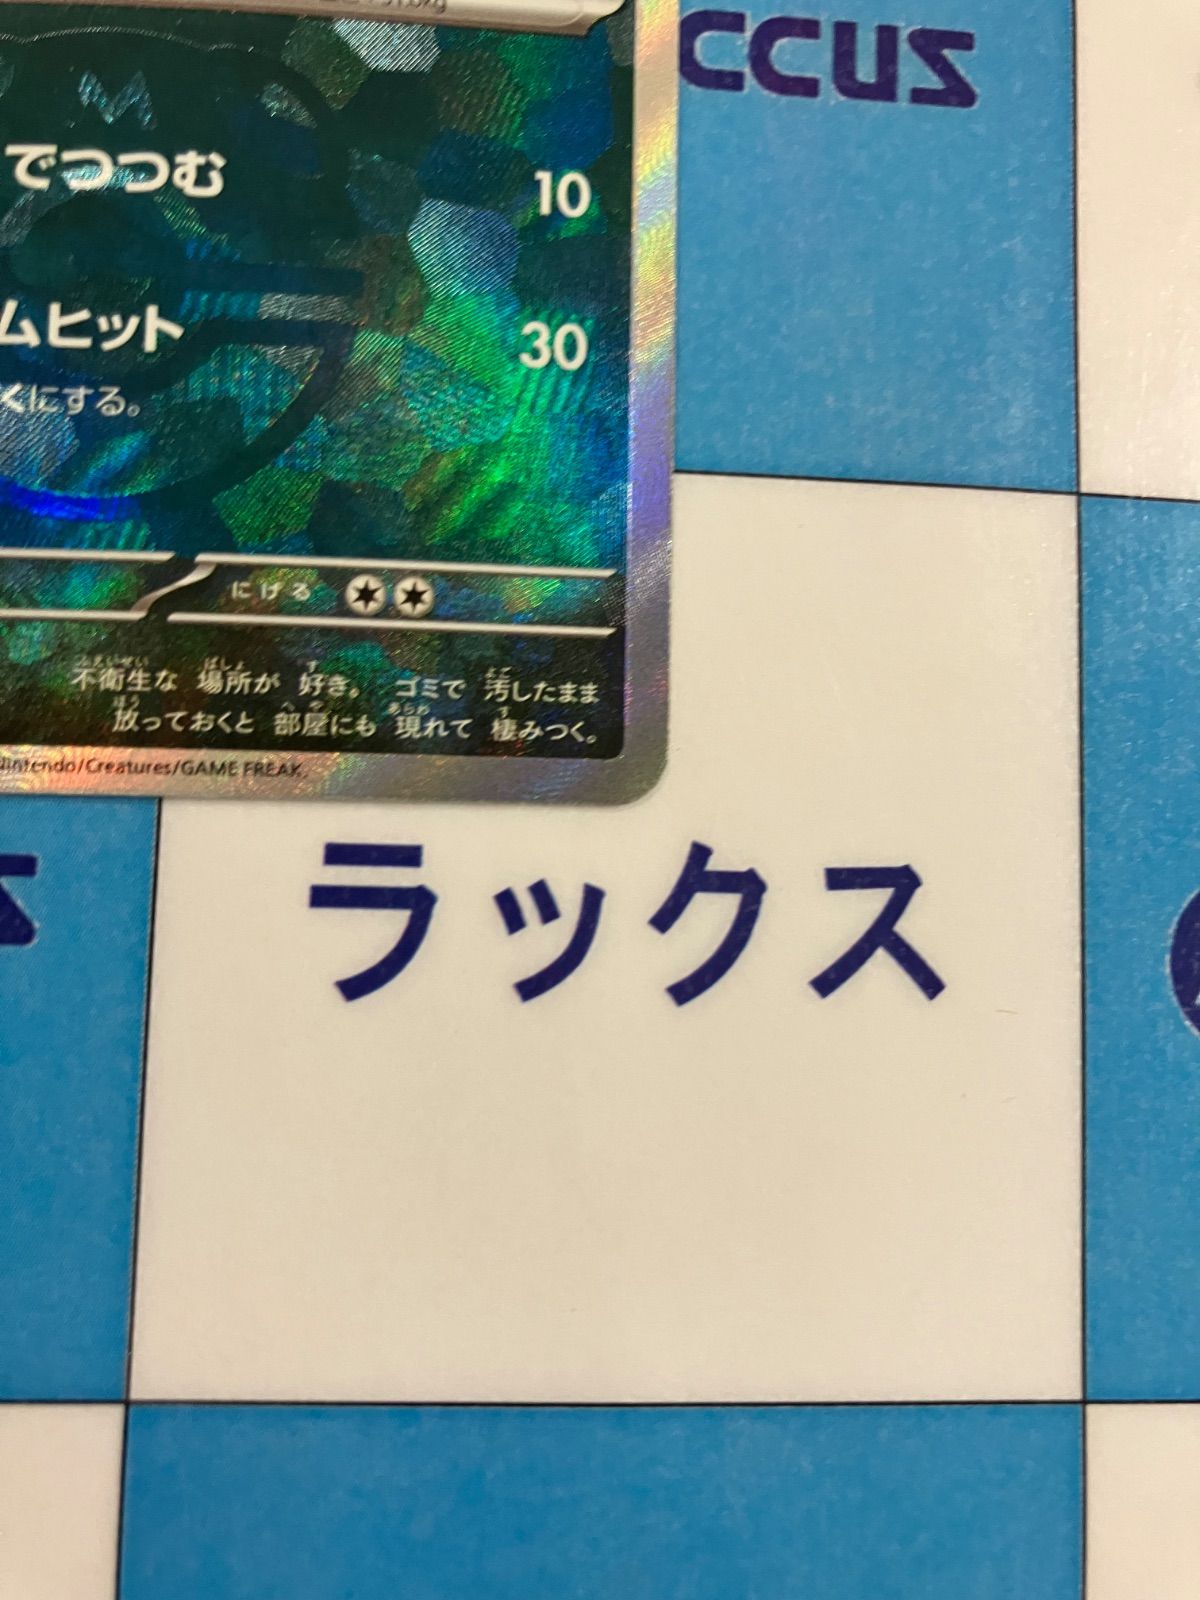 ccus
でつつむ 10
ムヒット 30
くにする。
にげる
不衛生な 場所が 好き。 ゴミで 汚したまま
放っておくと 部屋にも 現れて 棲みつく。
Nintendo/Creatures/GAME FREAK.
ラックス